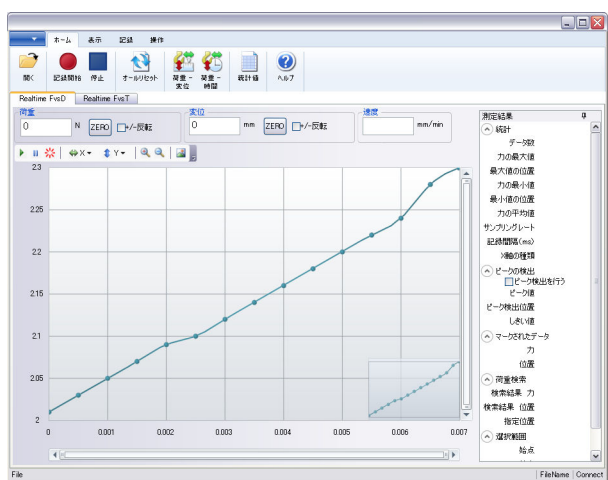 ホーム 表示 記録 操作
開く 記録開始 停止 オールリセット 荷重 - 変位 荷重 - 時間 統計値 ヘルプ
Realtime FvsD Realtime FvsT
荷重 変位 速度
0 N ZERO +/-反転 0 mm ZERO +/-反転 mm/min
X Y
2.3
2.25
2.2
2.15
2.1
2.05
2
0 0.001 0.002 0.003 0.004 0.005 0.006 0.007
測定結果
統計
データ数
力の最大値
最大値の位置
力の最小値
最小値の位置
力の平均値
サンプリングレート
記録間隔(ms)
X軸の種類
ピークの検出
ピーク検出を行う
ピーク値
ピーク検出位置
しきい値
マークされたデータ
力
位置
荷重検索
検索結果 力
検索結果 位置
指定位置
選択範囲
始点
File FileName Connect